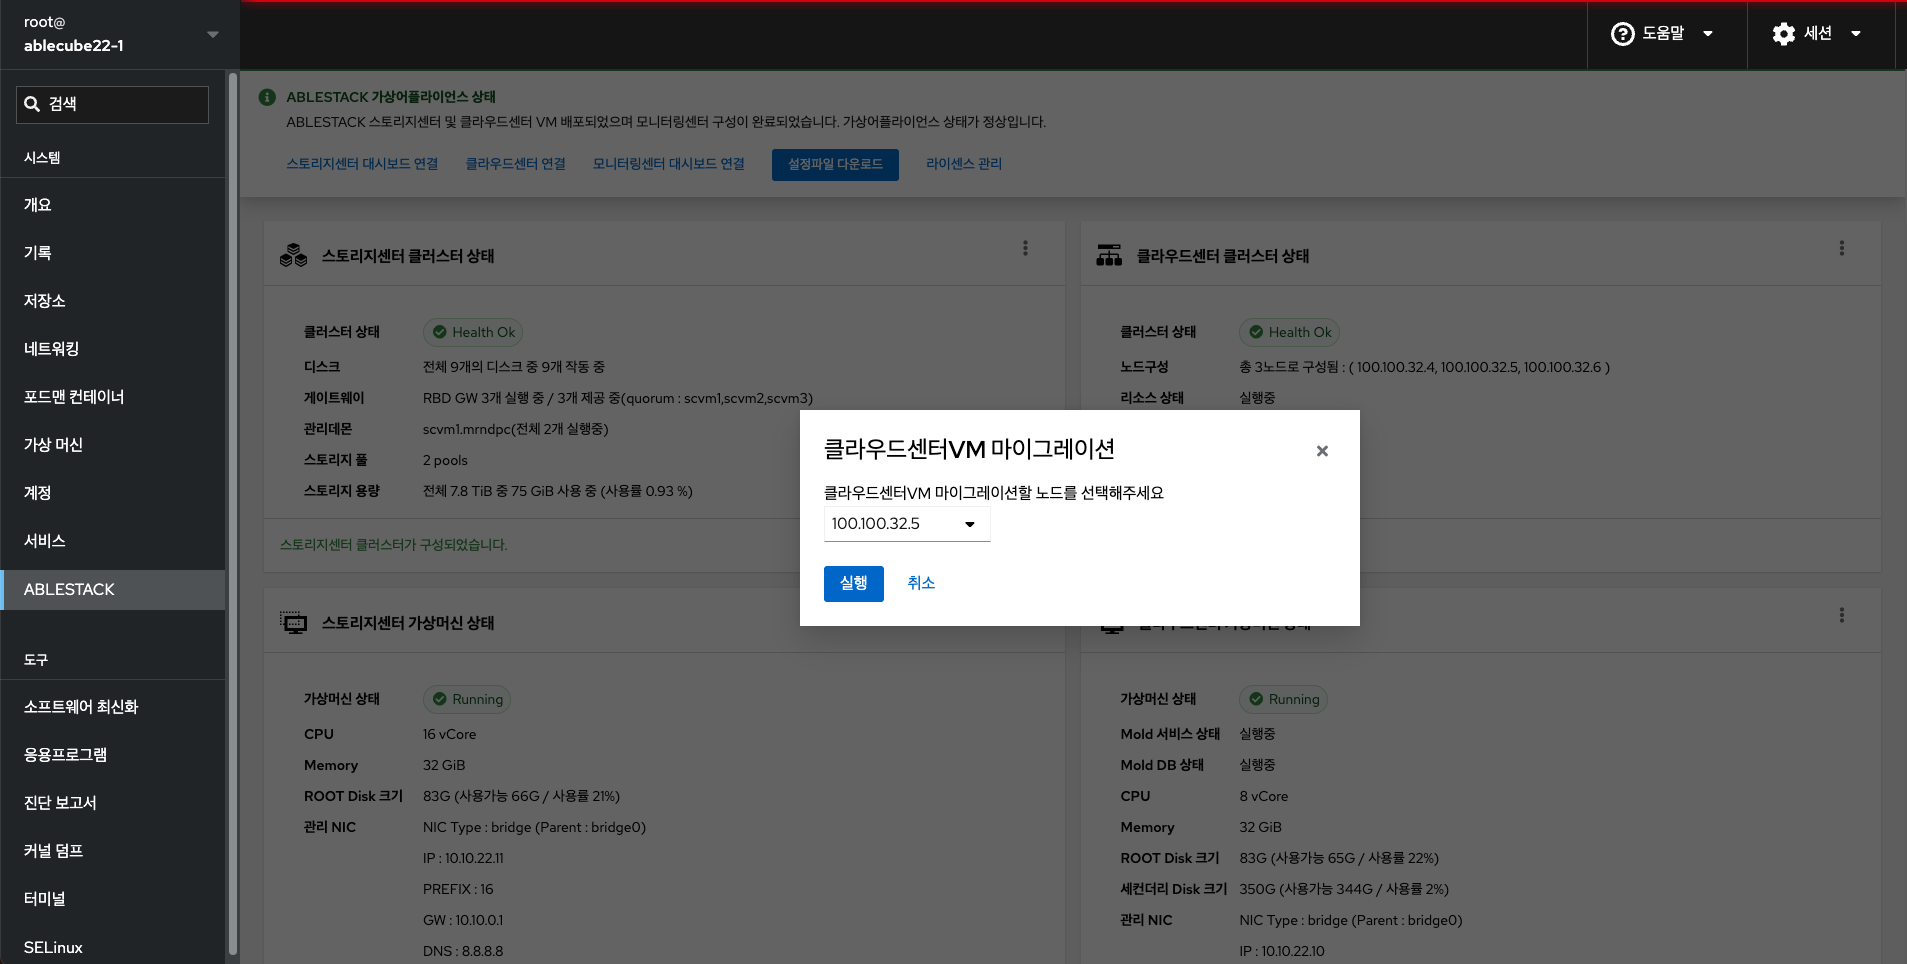 root@
ablecube22-1
도움말
세션
검색
시스템
개요
기록
저장소
네트워킹
포드맨 컨테이너
가상 머신
계정
서비스
ABLESTACK
도구
소프트웨어 최신화
응용프로그램
진단 보고서
커널 덤프
터미널
SELinux
ABLESTACK 가상어플라이언스 상태
ABLESTACK 스토리지센터 및 클라우드센터 VM 배포되었으며 모니터링센터 구성이 완료되었습니다. 가상어플라이언스 상태가 정상입니다.
스토리지센터 대시보드 연결 클라우드센터 연결 모니터링센터 대시보드 연결 설정파일 다운로드 라이센스 관리
스토리지센터 클러스터 상태
클러스터 상태 Health Ok
디스크 전체 9개의 디스크 중 9개 작동 중
게이트웨이 RBD GW 3개 실행 중 / 3개 제공 중(quorum : scvm1,scvm2,scvm3)
관리데몬 scvm1.mrndpc(전체 2개 실행중)
스토리지 풀 2 pools
스토리지 용량 전체 7.8 TiB 중 75 GiB 사용 중 (사용률 0.93 %)
스토리지센터 클러스터가 구성되었습니다.
클라우드센터 클러스터 상태
클러스터 상태 Health Ok
노드구성 총 3노드로 구성됨 : ( 100.100.32.4, 100.100.32.5, 100.100.32.6 )
리소스 상태 실행중
클라우드센터VM 마이그레이션
클라우드센터VM 마이그레이션할 노드를 선택해주세요
100.100.32.5
실행 취소
스토리지센터 가상머신 상태
가상머신 상태 Running
CPU 16 vCore
Memory 32 GiB
ROOT Disk 크기 83G (사용가능 66G / 사용률 21%)
관리 NIC NIC Type : bridge (Parent : bridge0)
IP : 10.10.22.11
PREFIX : 16
GW : 10.10.0.1
DNS : 8.8.8.8
가상머신 상태 Running
Mold 서비스 상태 실행중
Mold DB 상태 실행중
CPU 8 vCore
Memory 32 GiB
ROOT Disk 크기 83G (사용가능 65G / 사용률 22%)
세컨더리 Disk 크기 350G (사용가능 344G / 사용률 2%)
관리 NIC NIC Type : bridge (Parent : bridge0)
IP : 10.10.22.10